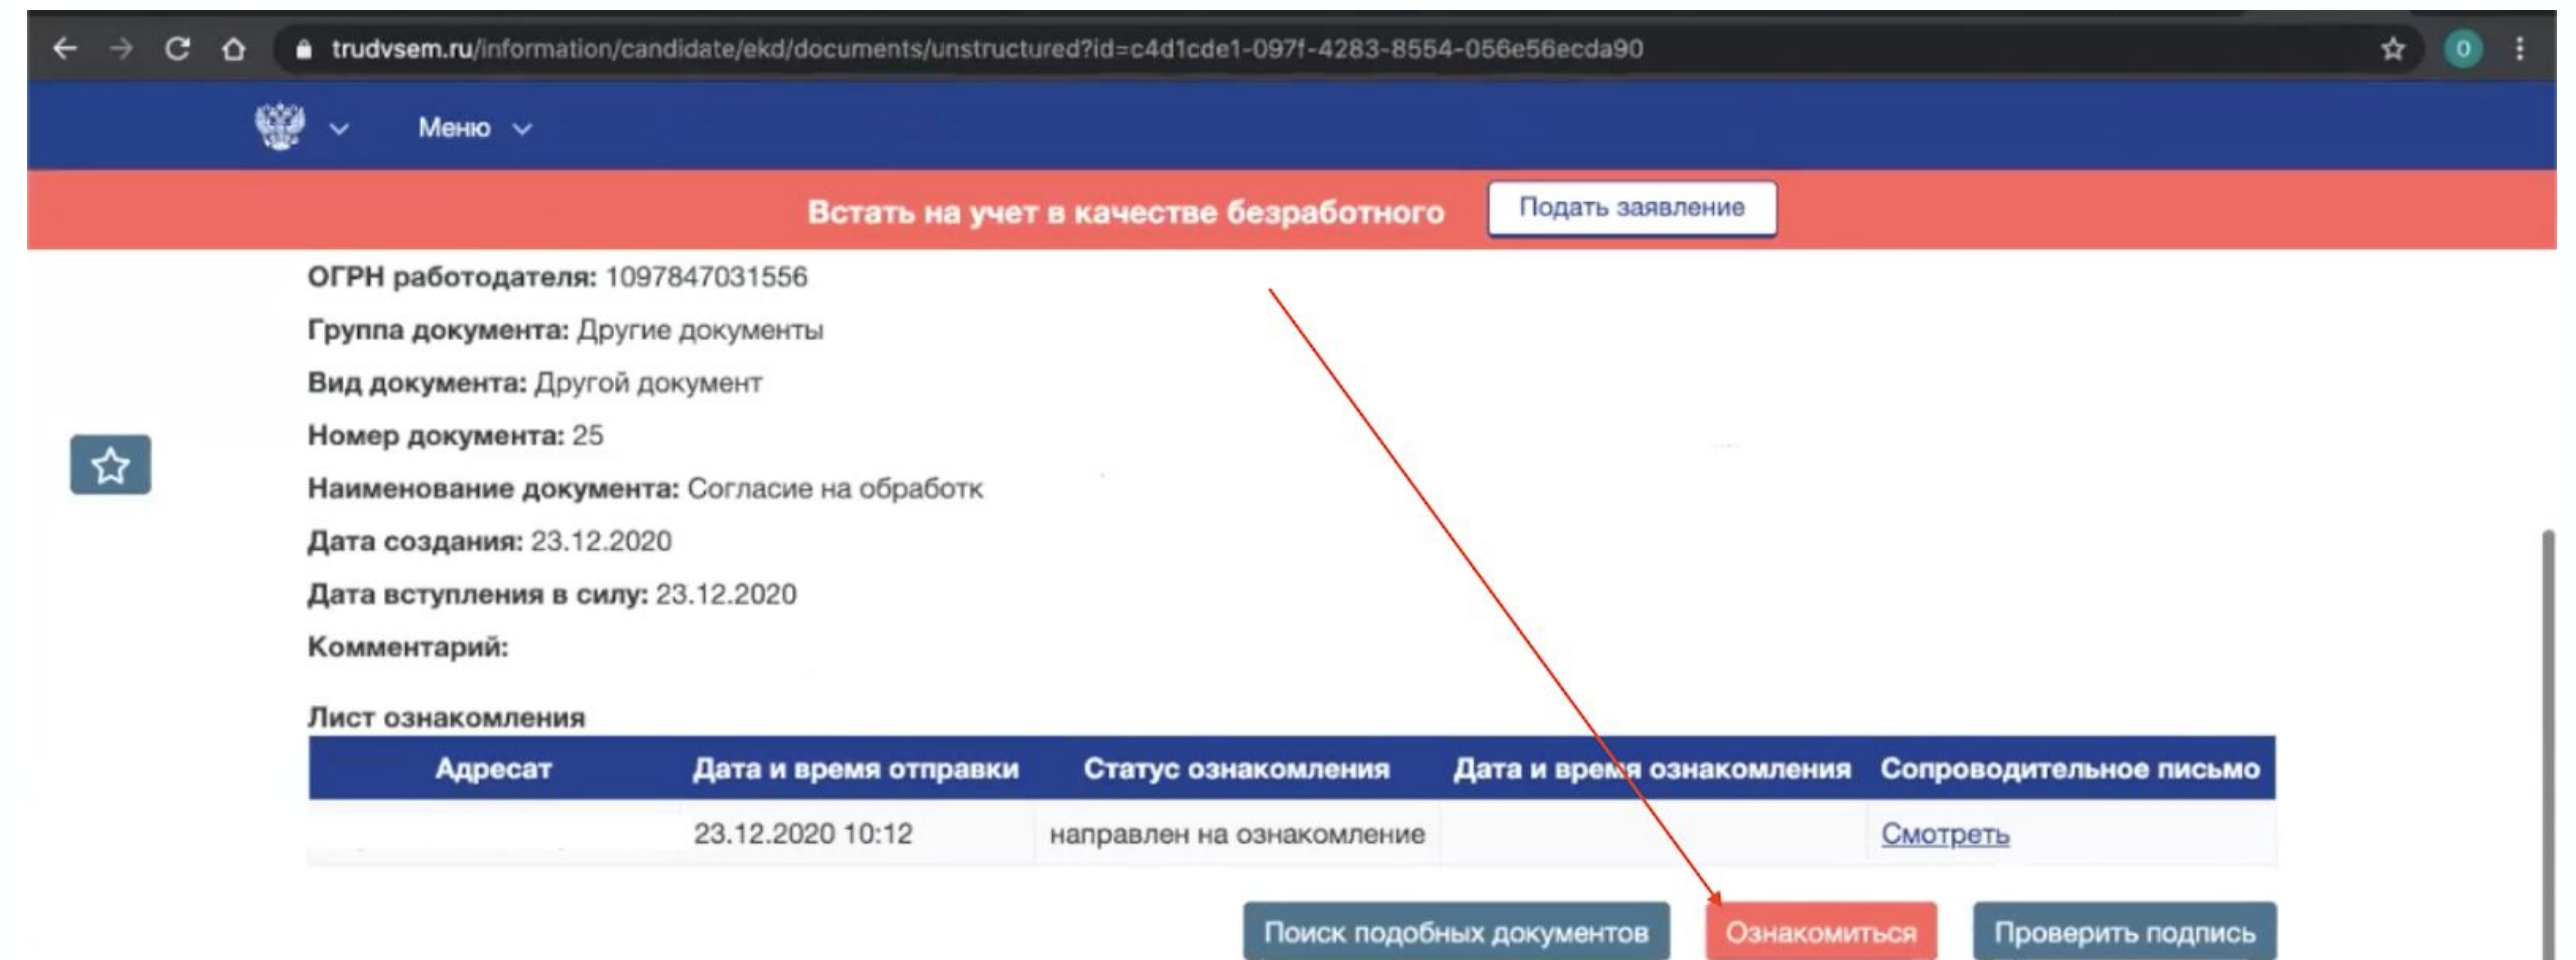 trudvsem.ru/information/candidate/ekd/documents/unstructured?id=c4d1cde1-097f-4283-8554-056e56ecda90
0
Меню
Встать на учет в качестве безработного Подать заявление
ОГРН работодателя: 1097847031556
Группа документа: Другие документы
Вид документа: Другой документ
Номер документа: 25
Наименование документа: Согласие на обработк
Дата создания: 23.12.2020
Дата вступления в силу: 23.12.2020
Комментарий:
Лист ознакомления
Адресат Дата и время отправки Статус ознакомления Дата и время ознакомления Сопроводительное письмо
23.12.2020 10:12 направлен на ознакомление Смотреть
Поиск подобных документов Ознакомиться Проверить подпись